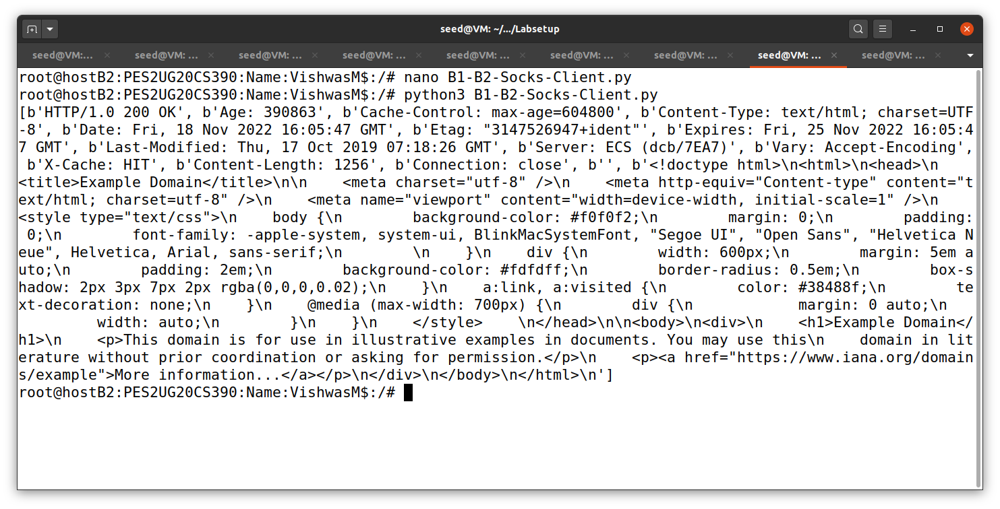 seed@VM: ~/.../Labsetup
seed@VM:... seed@VM: ... seed@VM: ... seed@VM: ... seed@VM: ... seed@VM: ... seed@VM: ... seed@VM: ... seed@VM: ...
root@hostB2:PES2UG20CS390:Name:VishwasM$:/# nano B1-B2-Socks-Client.py
root@hostB2:PES2UG20CS390:Name:VishwasM$:/# python3 B1-B2-Socks-Client.py
[b'HTTP/1.0 200 OK', b'Age: 390863', b'Cache-Control: max-age=604800', b'Content-Type: text/html; charset=UTF
-8', b'Date: Fri, 18 Nov 2022 16:05:47 GMT', b'Etag: "3147526947+ident"', b'Expires: Fri, 25 Nov 2022 16:05:4
7 GMT', b'Last-Modified: Thu, 17 Oct 2019 07:18:26 GMT', b'Server: ECS (dcb/7EA7)', b'Vary: Accept-Encoding',
 b'X-Cache: HIT', b'Content-Length: 1256', b'Connection: close', b'', b'<!doctype html>\n<html>\n<head>\n
<title>Example Domain</title>\n\n    <meta charset="utf-8" />\n    <meta http-equiv="Content-type" content="t
ext/html; charset=utf-8" />\n    <meta name="viewport" content="width=device-width, initial-scale=1" />\n
<style type="text/css">\n    body {\n        background-color: #f0f0f2;\n        margin: 0;\n        padding:
 0;\n        font-family: -apple-system, system-ui, BlinkMacSystemFont, "Segoe UI", "Open Sans", "Helvetica N
eue", Helvetica, Arial, sans-serif;\n        \n    }\n    div {\n        width: 600px;\n        margin: 5em a
uto;\n        padding: 2em;\n        background-color: #fdfdff;\n        border-radius: 0.5em;\n        box-s
hadow: 2px 3px 7px 2px rgba(0,0,0,0.02);\n    }\n    a:link, a:visited {\n        color: #38488f;\n        te
xt-decoration: none;\n    }\n    @media (max-width: 700px) {\n        div {\n            margin: 0 auto;\n
         width: auto;\n        }\n    }\n    </style>    \n</head>\n\n<body>\n<div>\n    <h1>Example Domain</
h1>\n    <p>This domain is for use in illustrative examples in documents. You may use this\n    domain in lit
erature without prior coordination or asking for permission.</p>\n    <p><a href="https://www.iana.org/domain
s/example">More information...</a></p>\n</div>\n</body>\n</html>\n']
root@hostB2:PES2UG20CS390:Name:VishwasM$:/#